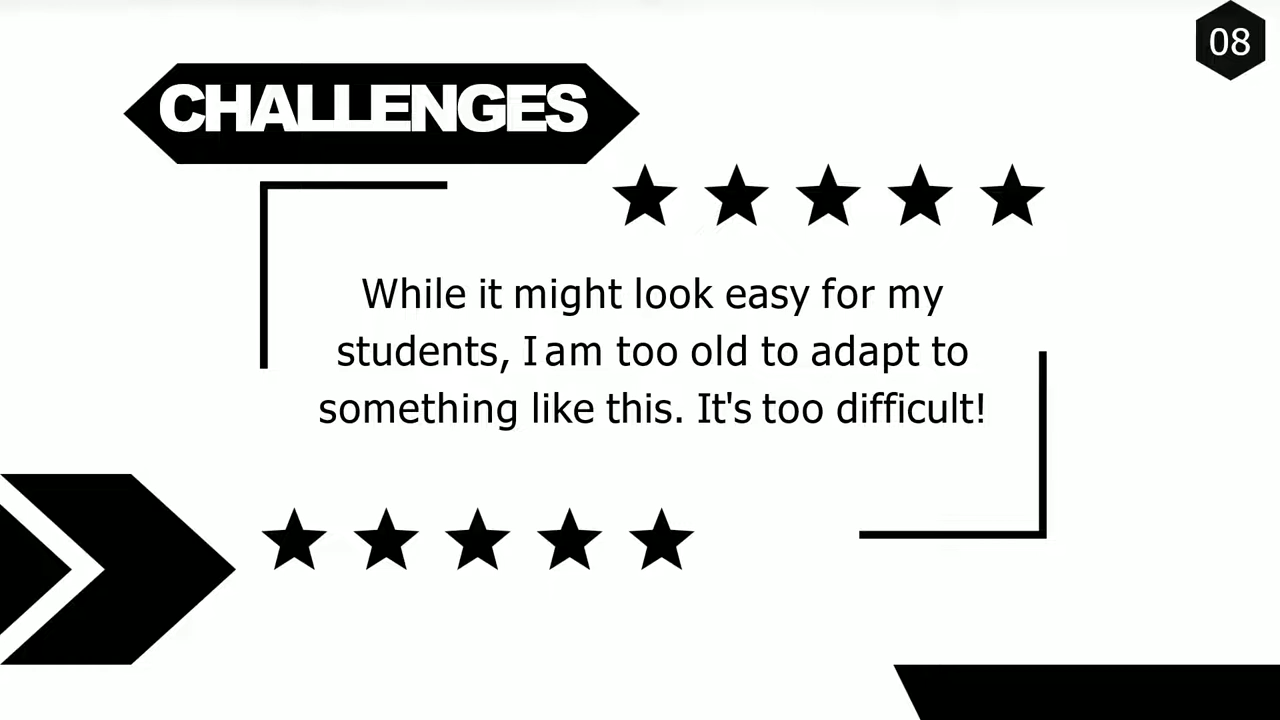 08
CHALLENGES
While it might look easy for my
students, I am too old to adapt to
something like this. It's too difficult!